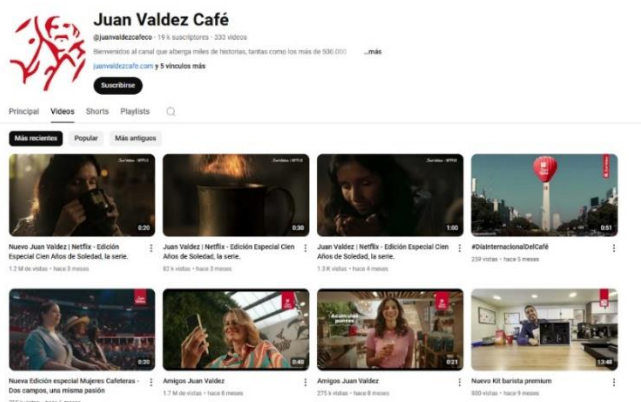 Juan Valdez Café
@juanvaldezcafeco · 19 k suscriptores · 333 videos
Bienvenidos al canal que alberga miles de historias, tantas como los más de 500 000 ...más
juanvaldezcafe.com y 5 vínculos más
Suscribirse
Principal Videos Shorts Playlists
Más recientes Popular Más antiguos
0:20 0:30 1:00 0:51
Nuevo Juan Valdez | Netflix - Edición Especial Cien Años de Soledad, la serie.
1.2 M de vistas · hace 3 meses
Juan Valdez | Netflix - Edición Especial Cien Años de Soledad, la serie.
82 k vistas · hace 3 meses
Juan Valdez | Netflix - Edición Especial Cien Años de Soledad, la serie.
1.3 K vistas · hace 4 meses
#DíaInternacionalDelCafé
259 vistas · hace 5 meses
0:20 0:40 0:21 13:48
Nueva Edición especial Mujeres Cafeteras - Dos campos, una misma pasión
Amigos Juan Valdez
1.7 M de vistas · hace 8 meses
Amigos Juan Valdez
275 k vistas · hace 8 meses
Nuevo Kit barista premium
800 vistas · hace 9 meses